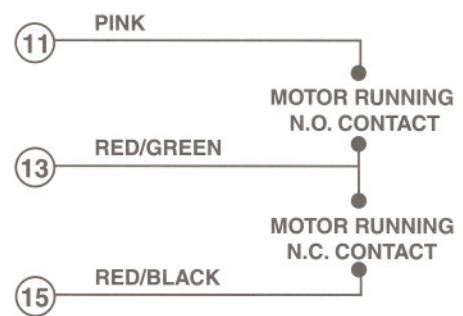 PINK
11
MOTOR RUNNING
N.O. CONTACT
RED/GREEN
13
MOTOR RUNNING
N.C. CONTACT
RED/BLACK
15